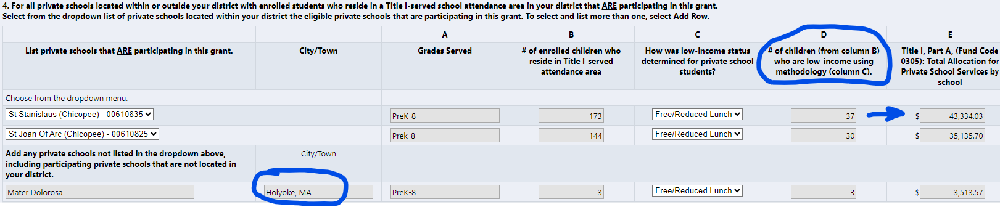 4. For all private schools located within or outside your district with enrolled students who reside in a Title I-served school attendance area in your district that ARE participating in this grant.
Select from the dropdown list of private schools located within your district the eligible private schools that are participating in this grant. To select and list more than one, select Add Row.
A B C D E
List private schools that ARE participating in this grant.
City/Town
Grades Served
# of enrolled children who
reside in Title I-served
attendance area
How was low-income status
determined for private school
students?
# of children (from column B)
who are low-income using
methodology (column C).
Title I, Part A, (Fund Code
0305): Total Allocation for
Private School Services by
school
Choose from the dropdown menu.
St Stanislaus (Chicopee) - 00610835 PreK-8 173 Free/Reduced Lunch 37 $ 43,334.03
St Joan Of Arc (Chicopee) - 00610825 Prek-8 144 Free/Reduced Lunch 30 $ 35,135.70
Add any private schools not listed in the dropdown above,
including participating private schools that are not located in
your district.
City/Town
Mater Dolorosa Holyoke, MA PreK-8 3 Free/Reduced Lunch 3 $ 3,513.57